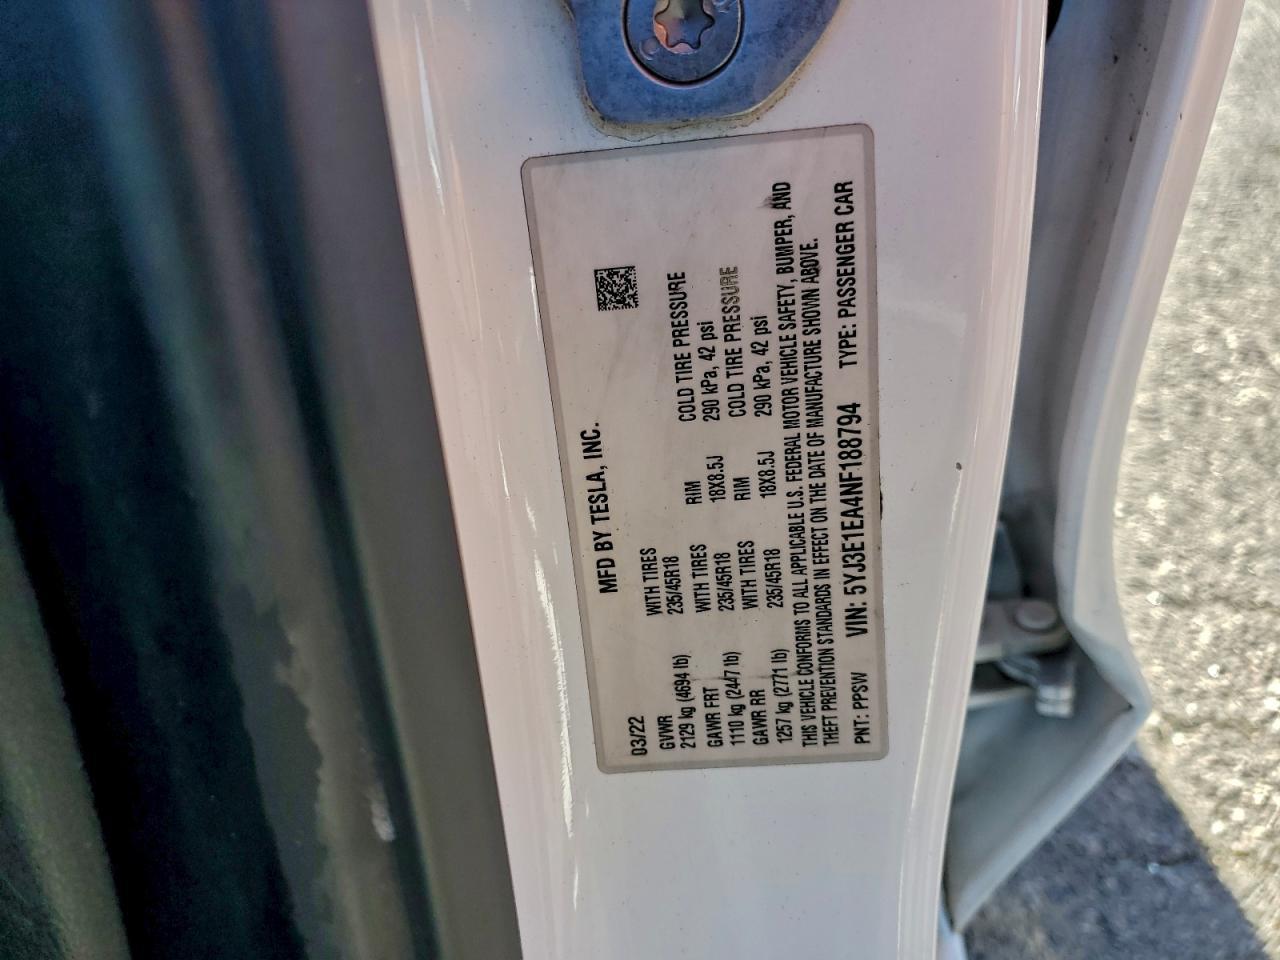 MFD BY TESLA, INC.
03/22
GVWR WITH TIRES RIM COLD TIRE PRESSURE
2129 kg (4694 lb) 235/45R18 18X8.5J 290 kPa, 42 psi
GAWR FRT WITH TIRES RIM COLD TIRE PRESSURE
1110 kg (2447 lb) 235/45R18 18X8.5J 290 kPa, 42 psi
GAWR RR WITH TIRES
1257 kg (2771 lb) 235/45R18
THIS VEHICLE CONFORMS TO ALL APPLICABLE U.S. FEDERAL MOTOR VEHICLE SAFETY, BUMPER, AND
THEFT PREVENTION STANDARDS IN EFFECT ON THE DATE OF MANUFACTURE SHOWN ABOVE.
PNT: PPSW VIN: 5YJ3E1EA4NF188794 TYPE: PASSENGER CAR